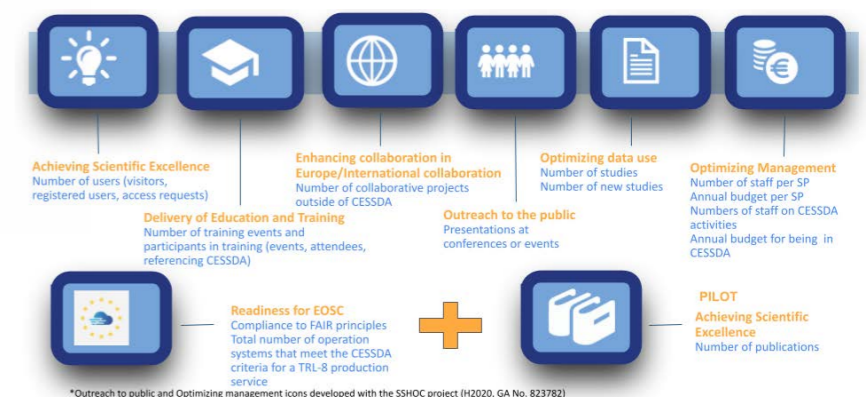 Achieving Scientific Excellence
Number of users (visitors,
registered users, access requests)
Delivery of Education and Training
Number of training events and
participants in training (events, attendees,
referencing CESSDA)
Enhancing collaboration in
Europe/International collaboration
Number of collaborative projects
outside of CESSDA
Outreach to the public
Presentations at
conferences or events
Optimizing data use
Number of studies
Number of new studies
Optimizing Management
Number of staff per SP
Annual budget per SP
Numbers of staff on CESSDA
activities
Annual budget for being in
CESSDA
Readiness for EOSC
Compliance to FAIR principles
Total number of operation
systems that meet the CESSDA
criteria for a TRL-8 production
service
PILOT
Achieving Scientific
Excellence
Number of publications
*Outreach to public and Optimizing management icons developed with the SSHOC project (H2020, GA No. 823782)